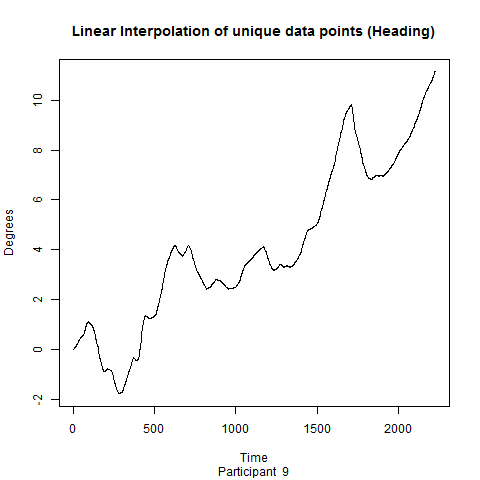 Linear Interpolation of unique data points (Heading)
Degrees
10
8
6
4
2
0
-2
0 500 1000 1500 2000
Time
Participant 9